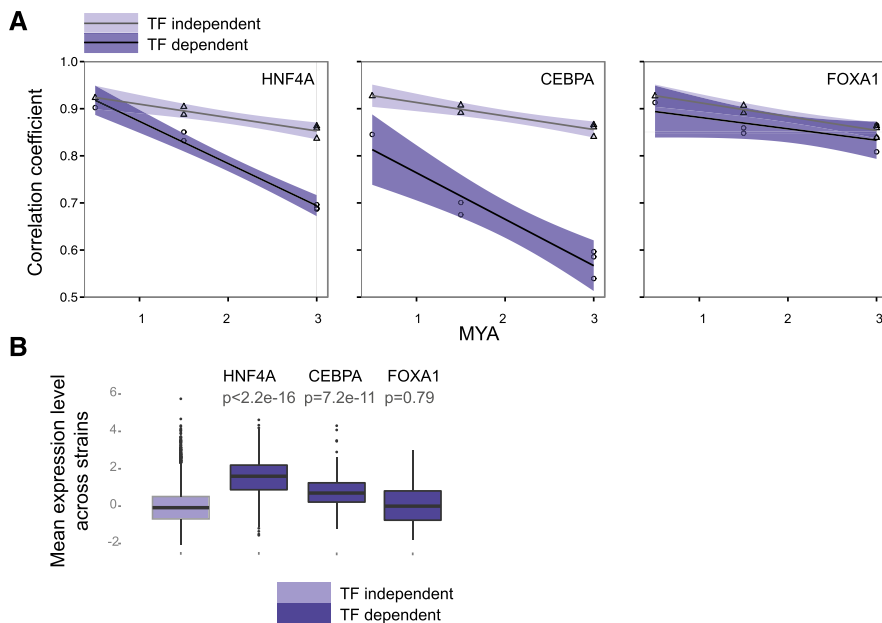 A
TF independent
TF dependent
Correlation coefficient
1.0
0.9
0.8
0.7
0.6
0.5
HNF4A
CEBPA
FOXA1
1 2 3
1 2 3
1 2 3
MYA
B
Mean expression level
across strains
6
4
2
0
-2
HNF4A CEBPA FOXA1
p<2.2e-16 p=7.2e-11 p=0.79
TF independent
TF dependent